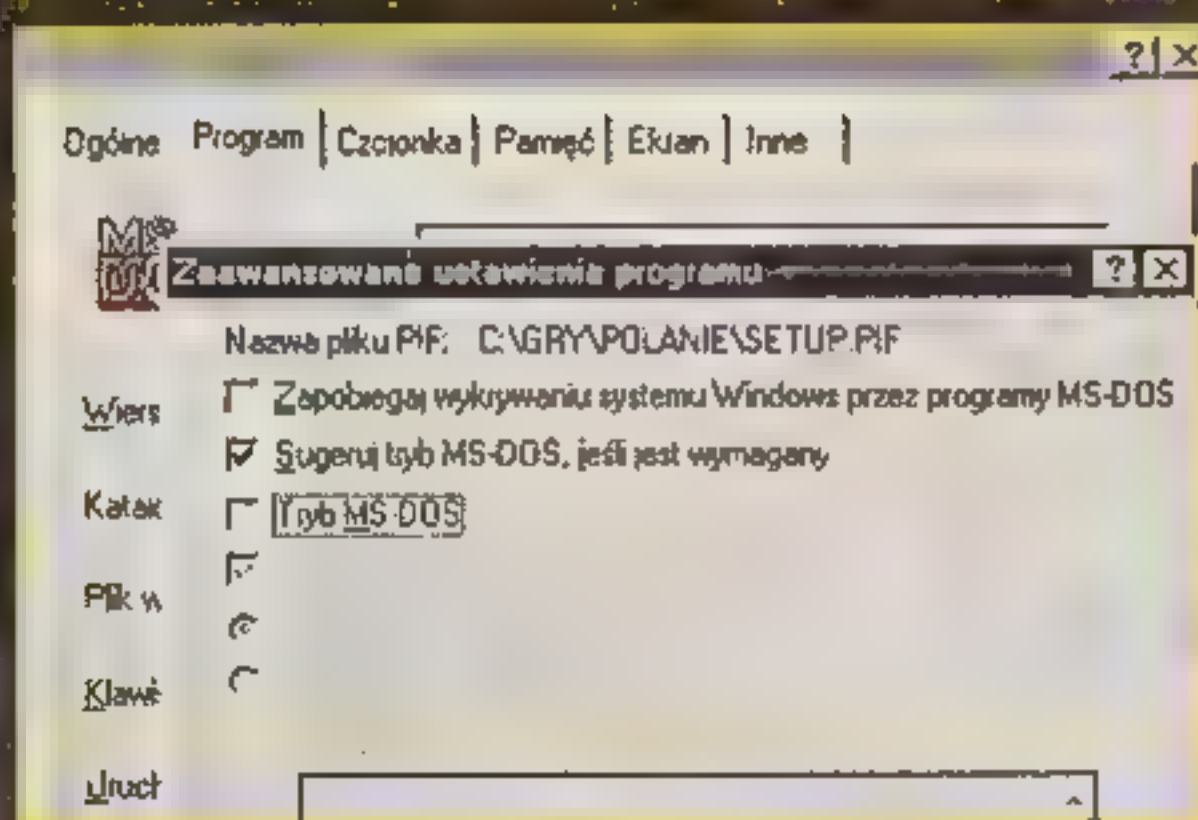 Ogólne Program Czcionka Pamięć Ekran Inne
MS
Zaawansowane ustawienia programu
Nazwa pliku PIF: C:\GRY\POLANIE\SETUP.PIF
Wiers
Zapobiegaj wykrywaniu systemu Windows przez programy MS-DOS
Sugeruj tryb MS-DOS, jeśli jest wymagany
Katak
Tryb MS-DOS
Plik w
Klawi
Uruch